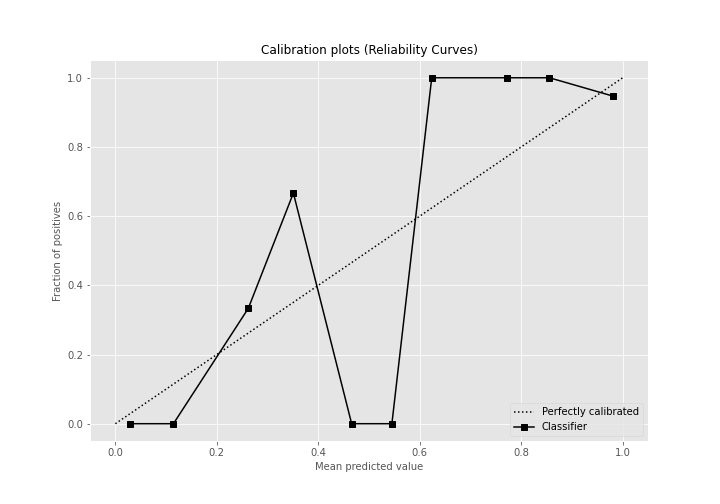 Calibration plots (Reliability Curves)
1.0
0.8
0.6
0.4
0.2
0.0
Fraction of positives
0.0 0.2 0.4 0.6 0.8 1.0
Mean predicted value
Perfectly calibrated
Classifier